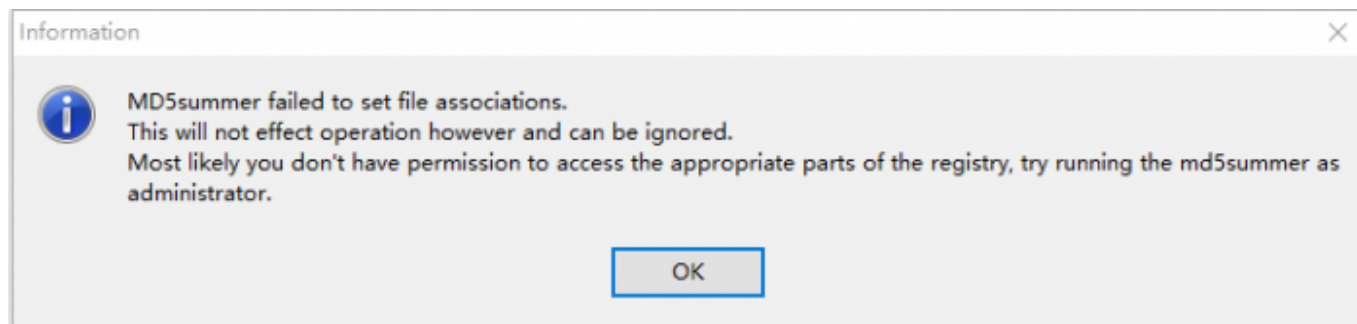 Information
MD5summer failed to set file associations.
This will not effect operation however and can be ignored.
Most likely you don't have permission to access the appropriate parts of the registry, try running the md5summer as
administrator.
OK